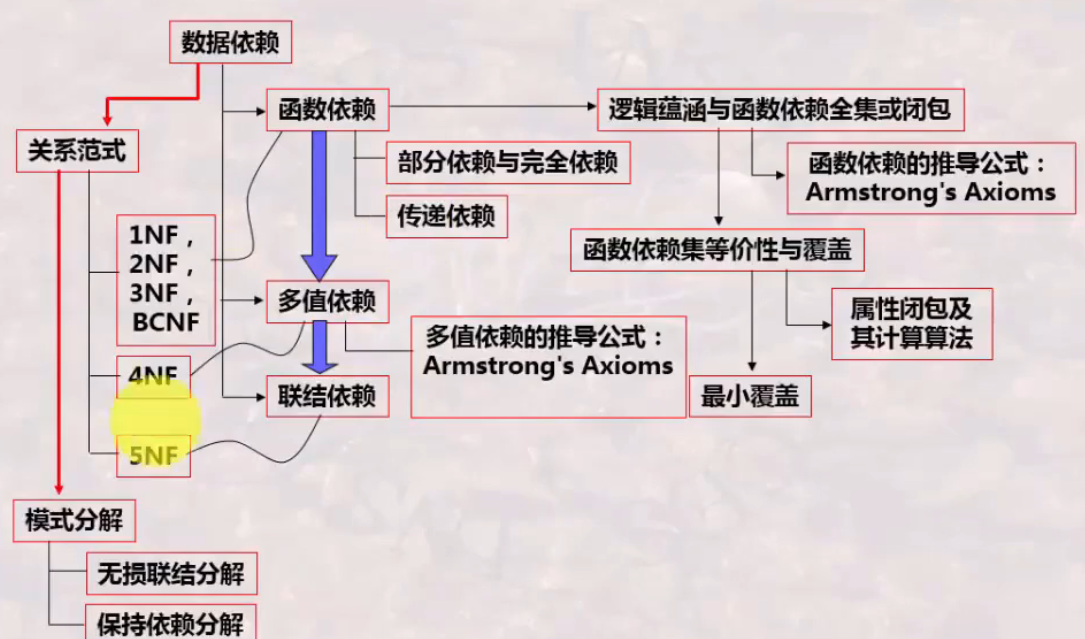 数据依赖
函数依赖
逻辑蕴涵与函数依赖全集或闭包
关系范式
部分依赖与完全依赖
函数依赖的推导公式：
Armstrong's Axioms
传递依赖
1NF，
2NF，
3NF，
BCNF
函数依赖集等价性与覆盖
多值依赖
属性闭包及
其计算算法
多值依赖的推导公式：
Armstrong's Axioms
4NF
联结依赖
最小覆盖
5NF
模式分解
无损联结分解
保持依赖分解